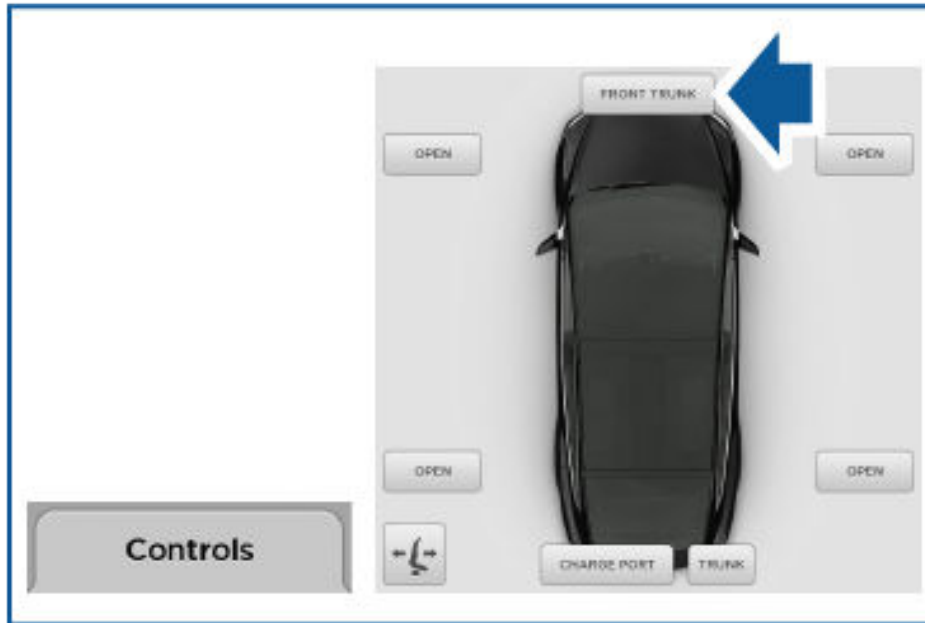 FRONT TRUNK
OPEN OPEN
OPEN OPEN
Controls
CHARGE PORT TRUNK